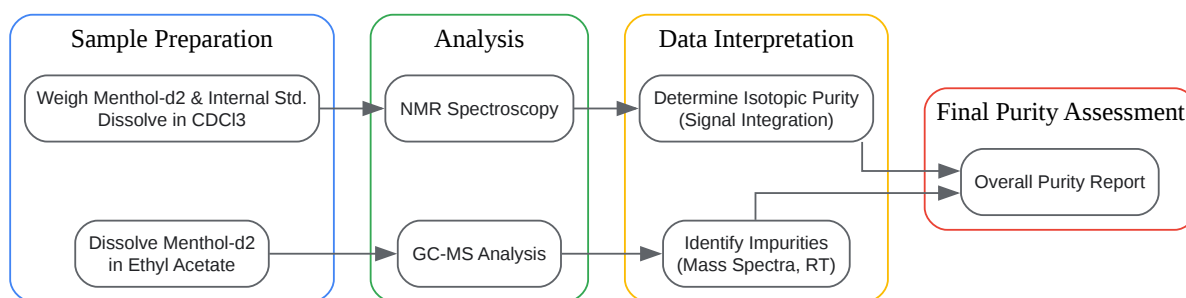 Sample Preparation
Analysis
Data Interpretation
Final Purity Assessment
Weigh Menthol-d2 & Internal Std.
Dissolve in CDCl3
NMR Spectroscopy
Determine Isotopic Purity
(Signal Integration)
Overall Purity Report
Dissolve Menthol-d2
in Ethyl Acetate
GC-MS Analysis
Identify Impurities
(Mass Spectra, RT)